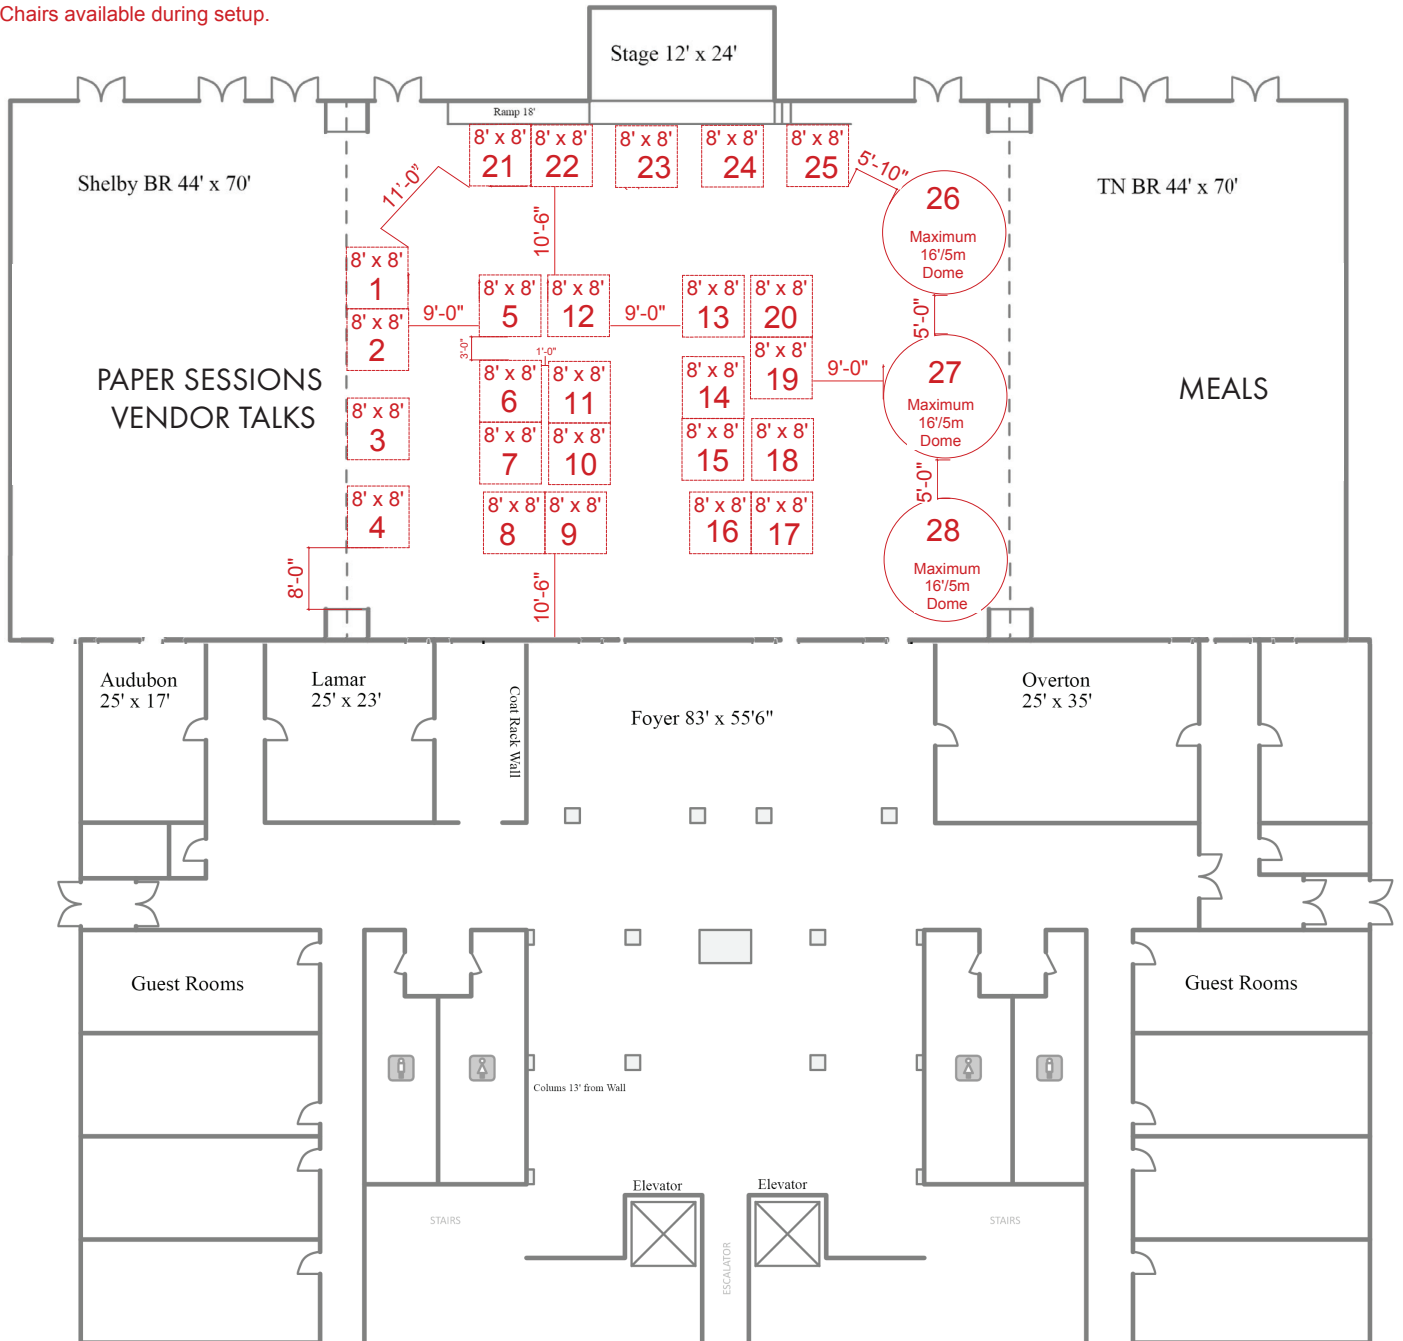 Chairs available during setup.
Stage 12' x 24'
Ramp 18'
Shelby BR 44' x 70'
TN BR 44' x 70'
8' x 8'
21
8' x 8'
22
8' x 8'
23
8' x 8'
24
8' x 8'
25
11'-0"
5'-10"
26
Maximum
16'/5m
Dome
10'-6"
8' x 8'
1
8' x 8'
2
9'-0"
8' x 8'
5
8' x 8'
12
9'-0"
8' x 8'
13
8' x 8'
20
5'-0"
3'-0"
1'-0"
8' x 8'
19
9'-0"
27
Maximum
16'/5m
Dome
PAPER SESSIONS
VENDOR TALKS
MEALS
8' x 8'
3
8' x 8'
6
8' x 8'
11
8' x 8'
14
8' x 8'
7
8' x 8'
10
8' x 8'
15
8' x 8'
18
5'-0"
8' x 8'
4
8' x 8'
8
8' x 8'
9
8' x 8'
16
8' x 8'
17
28
Maximum
16'/5m
Dome
8'-0"
10'-6"
Audubon
25' x 17'
Lamar
25' x 23'
Coat Rack Wall
Foyer 83' x 55'6"
Overton
25' x 35'
Guest Rooms
Guest Rooms
Colums 13' from Wall
Elevator
Elevator
STAIRS
STAIRS
ESCALATOR